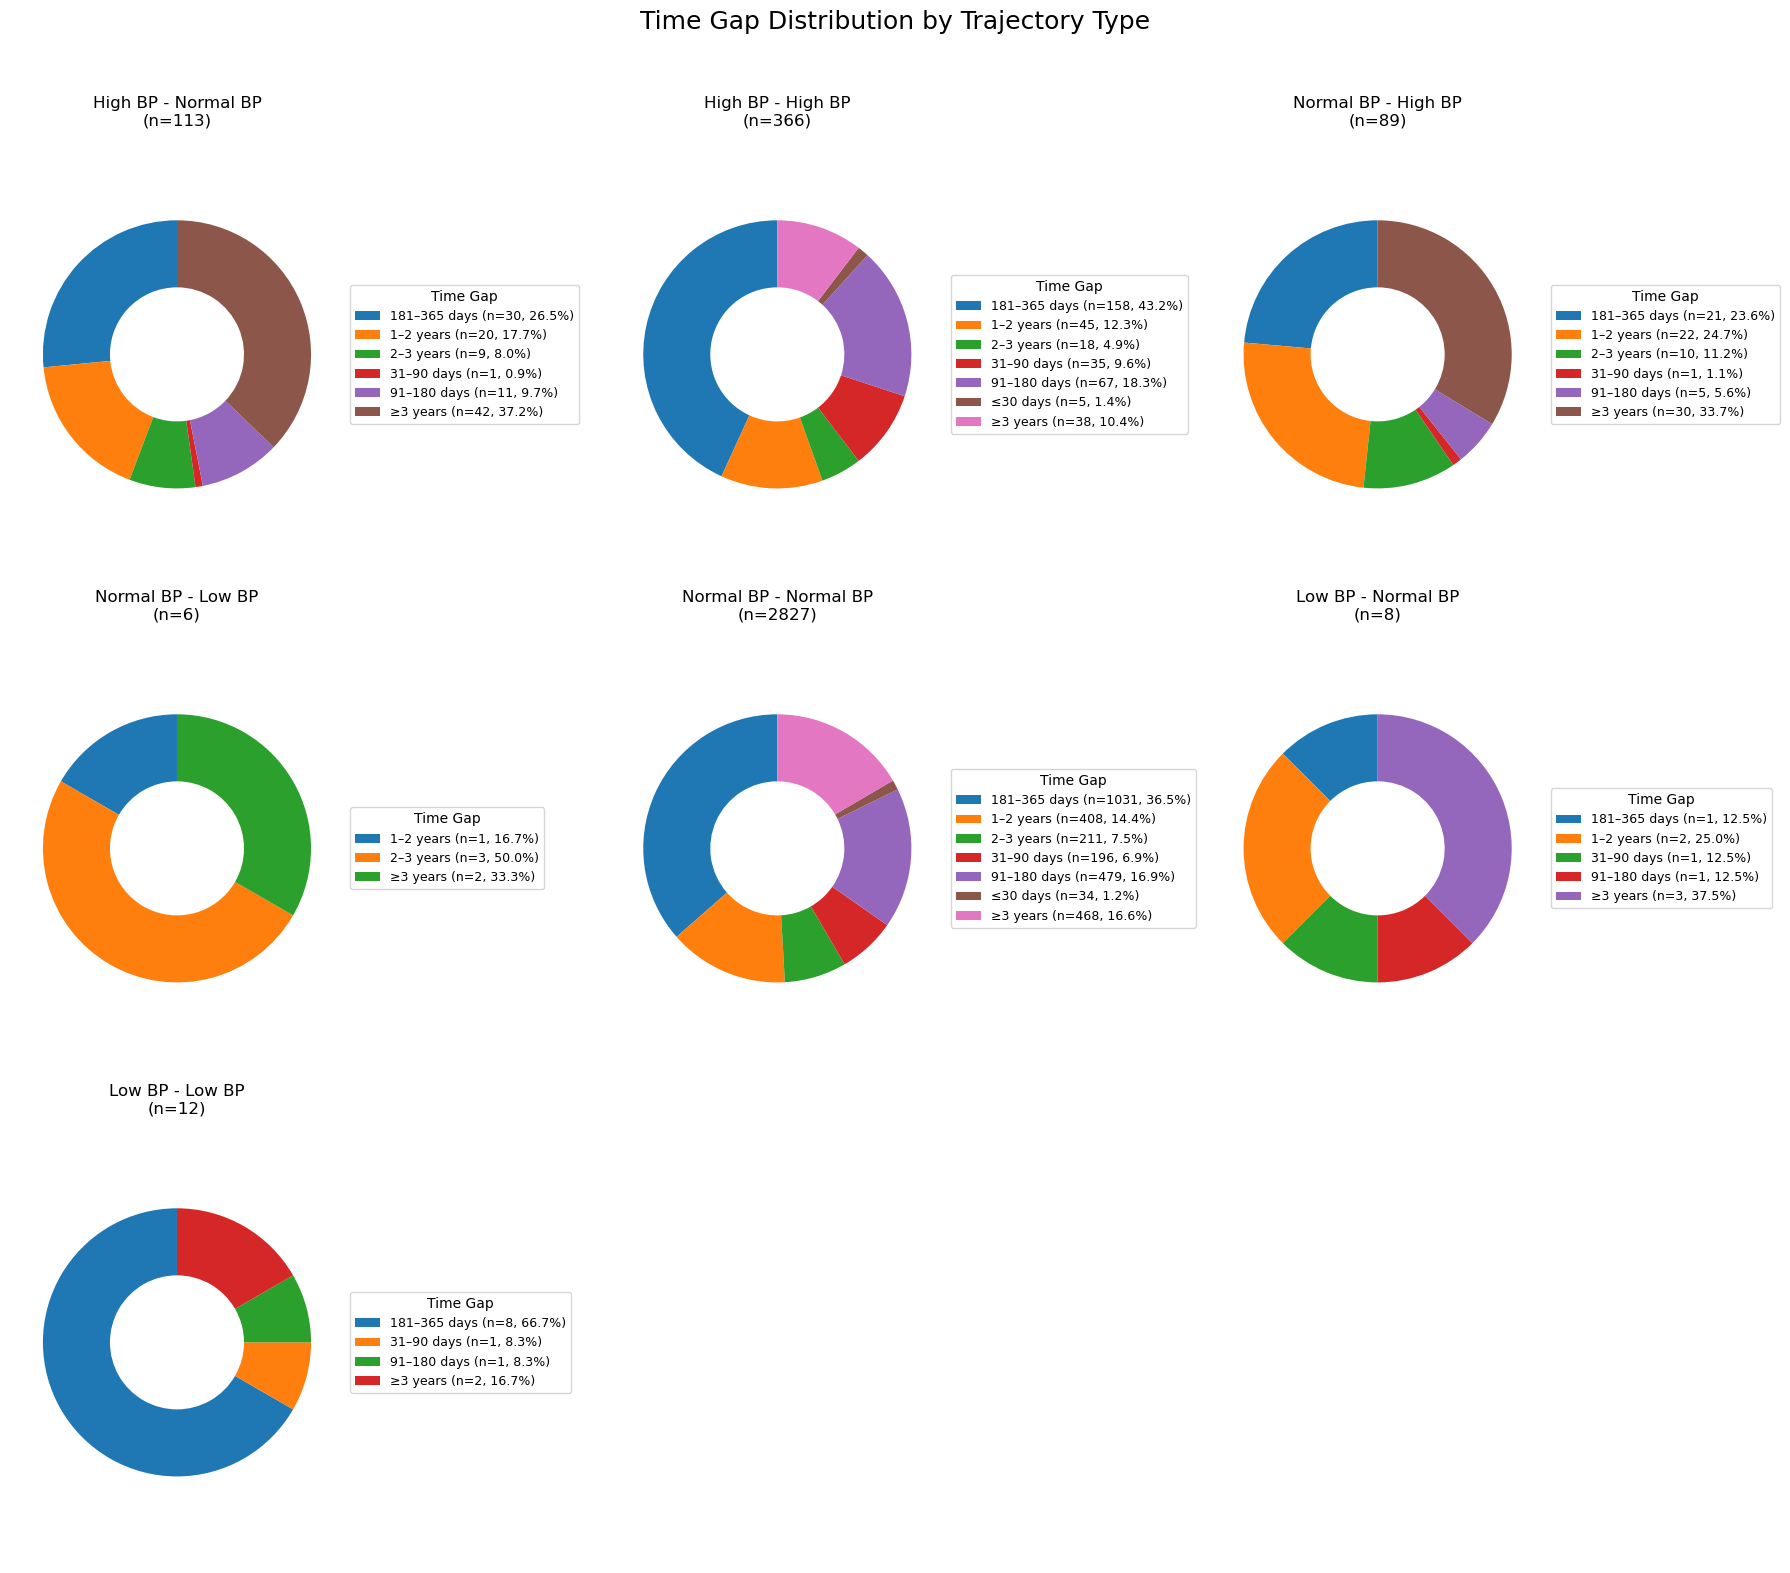 Time Gap Distribution by Trajectory Type
High BP - Normal BP
(n=113)
Time Gap
181–365 days (n=30, 26.5%)
1–2 years (n=20, 17.7%)
2–3 years (n=9, 8.0%)
31–90 days (n=1, 0.9%)
91–180 days (n=11, 9.7%)
≥3 years (n=42, 37.2%)
High BP - High BP
(n=366)
Time Gap
181–365 days (n=158, 43.2%)
1–2 years (n=45, 12.3%)
2–3 years (n=18, 4.9%)
31–90 days (n=35, 9.6%)
91–180 days (n=67, 18.3%)
≤30 days (n=5, 1.4%)
≥3 years (n=38, 10.4%)
Normal BP - High BP
(n=89)
Time Gap
181–365 days (n=21, 23.6%)
1–2 years (n=22, 24.7%)
2–3 years (n=10, 11.2%)
31–90 days (n=1, 1.1%)
91–180 days (n=5, 5.6%)
≥3 years (n=30, 33.7%)
Normal BP - Low BP
(n=6)
Time Gap
1–2 years (n=1, 16.7%)
2–3 years (n=3, 50.0%)
≥3 years (n=2, 33.3%)
Normal BP - Normal BP
(n=2827)
Time Gap
181–365 days (n=1031, 36.5%)
1–2 years (n=408, 14.4%)
2–3 years (n=211, 7.5%)
31–90 days (n=196, 6.9%)
91–180 days (n=479, 16.9%)
≤30 days (n=34, 1.2%)
≥3 years (n=468, 16.6%)
Low BP - Normal BP
(n=8)
Time Gap
181–365 days (n=1, 12.5%)
1–2 years (n=2, 25.0%)
31–90 days (n=1, 12.5%)
91–180 days (n=1, 12.5%)
≥3 years (n=3, 37.5%)
Low BP - Low BP
(n=12)
Time Gap
181–365 days (n=8, 66.7%)
31–90 days (n=1, 8.3%)
91–180 days (n=1, 8.3%)
≥3 years (n=2, 16.7%)